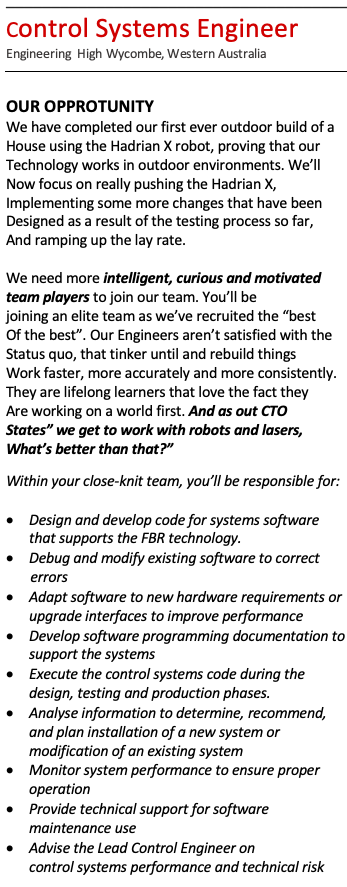 Control Systems Engineer
Engineering High Wycombe, Western Australia
OUR OPPROTUNITY
We have completed our first ever outdoor build of a
House using the Hadrian X robot, proving that our
Technology works in outdoor environments. We'll
Now focus on really pushing the Hadrian X,
Implementing some more changes that have been
Designed as a result of the testing process so far,
And ramping up the lay rate.
We need more intelligent, curious and motivated
team players to join our team. You'll be
joining an elite team as we've recruited the “best
Of the best”. Our Engineers aren't satisfied with the
Status quo, that tinker until and rebuild things
Work faster, more accurately and more consistently.
They are lifelong learners that love the fact they
Are working on a world first. And as out CTO
States” we get to work with robots and lasers,
What's better than that?”
Within your close-knit team, you'll be responsible for:
• Design and develop code for systems software
that supports the FBR technology.
• Debug and modify existing software to correct
errors
• Adapt software to new hardware requirements or
upgrade interfaces to improve performance
• Develop software programming documentation to
support the systems
• Execute the control systems code during the
design, testing and production phases.
• Analyse information to determine, recommend,
and plan installation of a new system or
modification of an existing system
• Monitor system performance to ensure proper
operation
• Provide technical support for software
maintenance use
• Advise the Lead Control Engineer on
control systems performance and technical risk